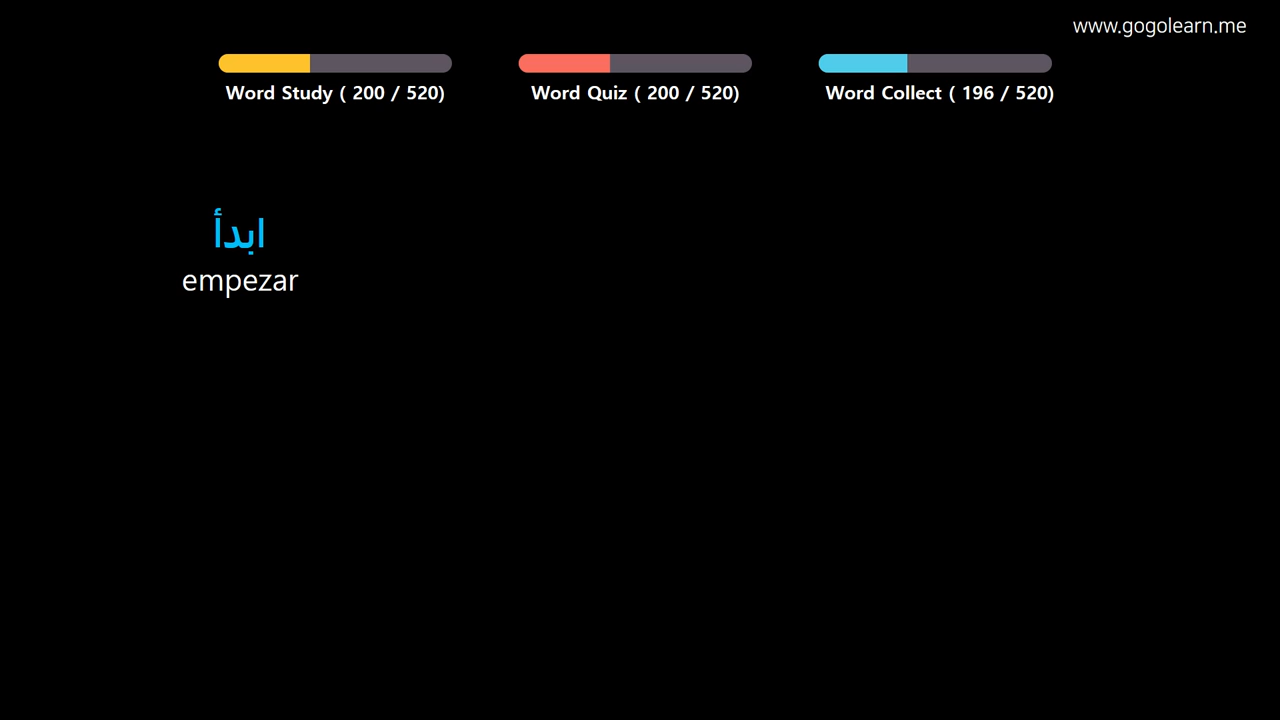 www.gogolearn.me
Word Study ( 200 / 520)
Word Quiz ( 200 / 520)
Word Collect ( 196 / 520)
ابدأ
empezar